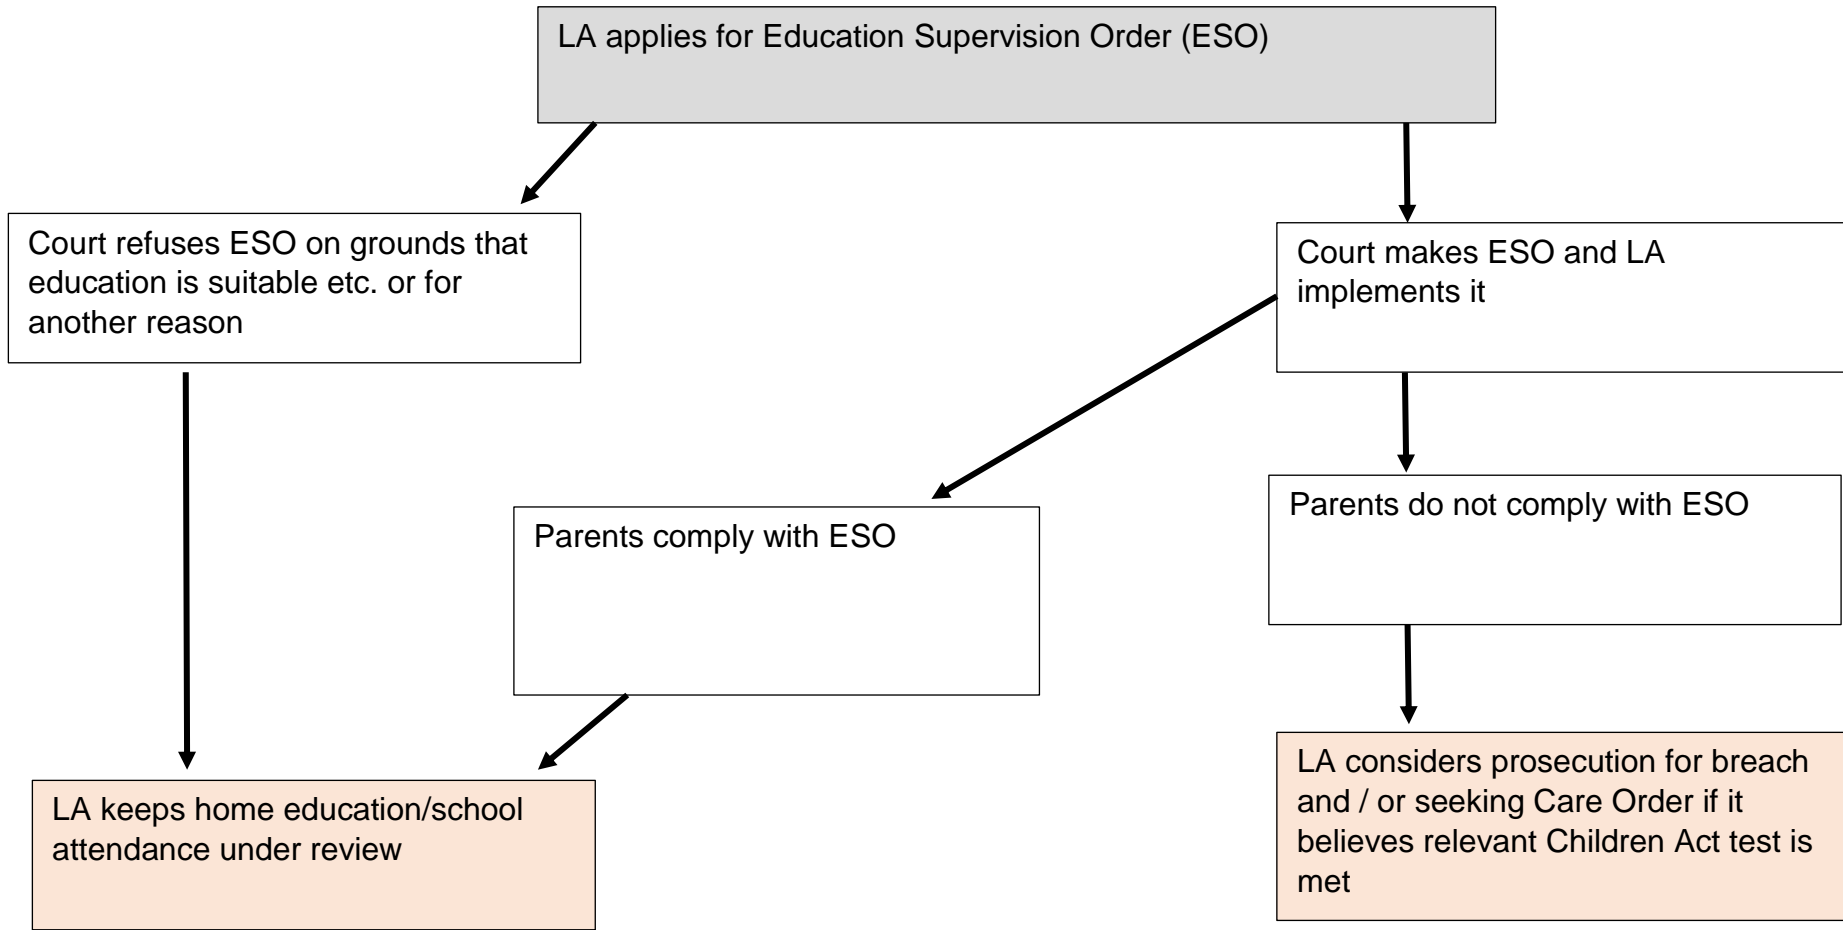 LA applies for Education Supervision Order (ESO)
Court refuses ESO on grounds that
education is suitable etc. or for
another reason
Court makes ESO and LA
implements it
Parents comply with ESO
Parents do not comply with ESO
LA keeps home education/school
attendance under review
LA considers prosecution for breach
and / or seeking Care Order if it
believes relevant Children Act test is
met